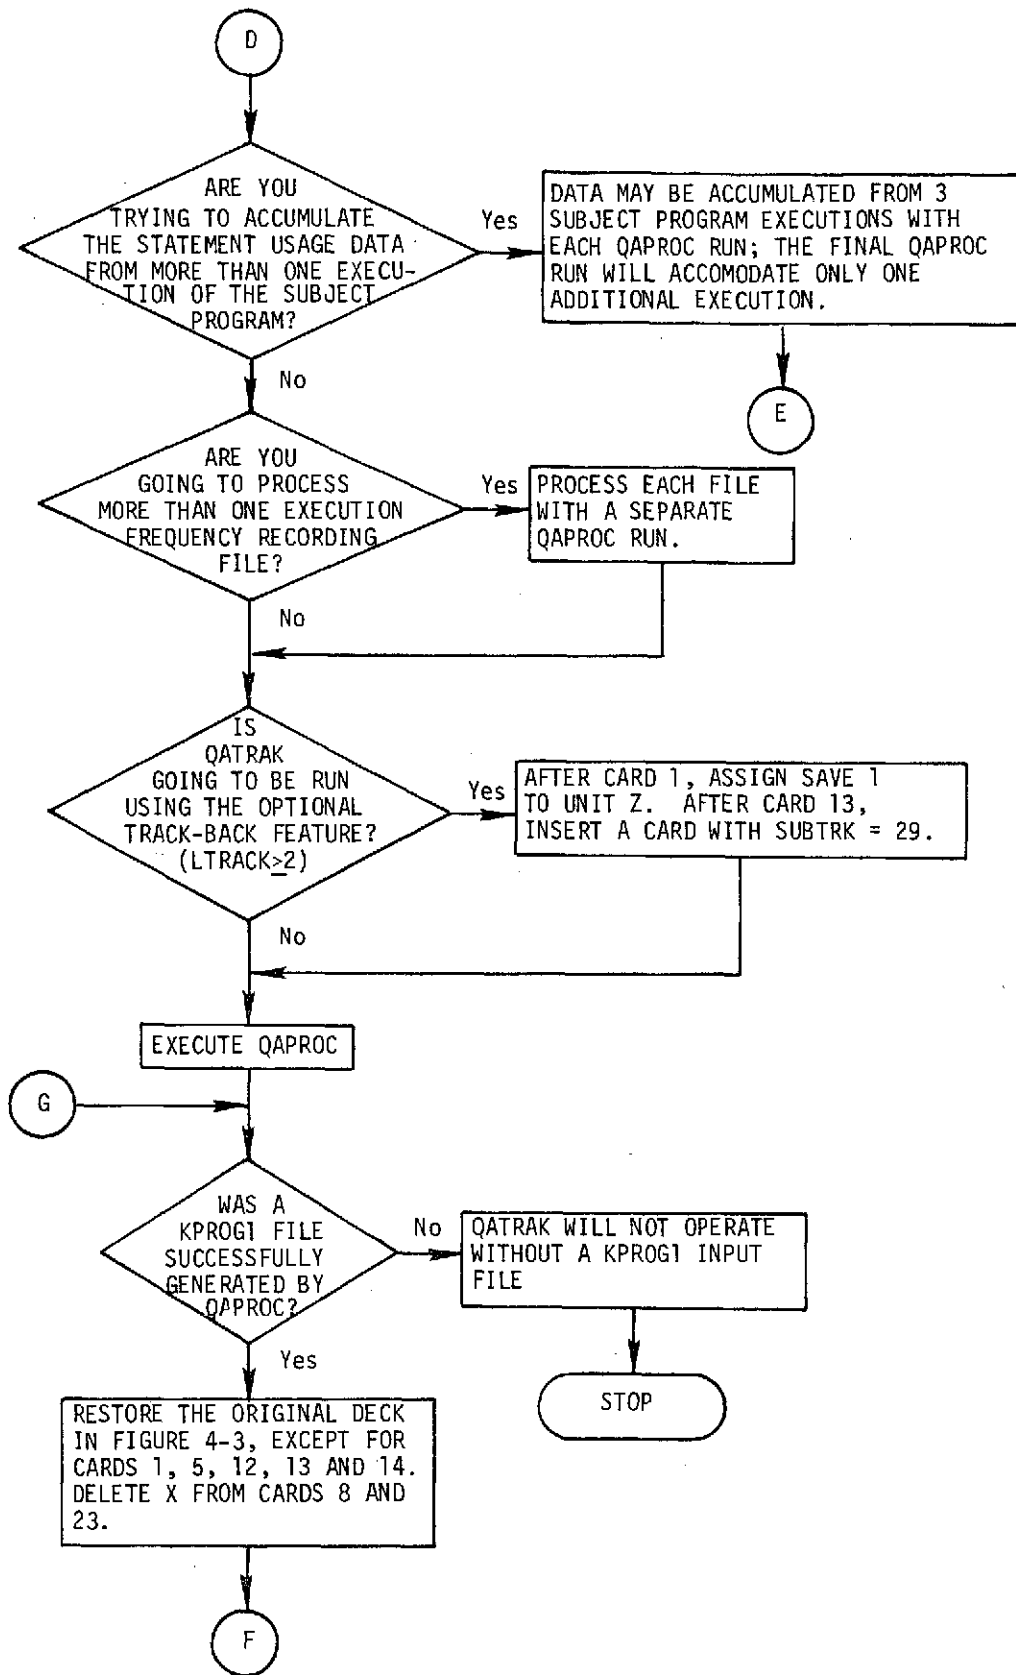 D
ARE YOU
TRYING TO ACCUMULATE
THE STATEMENT USAGE DATA
FROM MORE THAN ONE EXECU-
TION OF THE SUBJECT
PROGRAM?
Yes
DATA MAY BE ACCUMULATED FROM 3
SUBJECT PROGRAM EXECUTIONS WITH
EACH QAPROC RUN; THE FINAL QAPROC
RUN WILL ACCOMODATE ONLY ONE
ADDITIONAL EXECUTION.
E
No
ARE YOU
GOING TO PROCESS
MORE THAN ONE EXECUTION
FREQUENCY RECORDING
FILE?
Yes
PROCESS EACH FILE
WITH A SEPARATE
QAPROC RUN.
No
IS
QATRAK
GOING TO BE RUN
USING THE OPTIONAL
TRACK-BACK FEATURE?
(LTRACK≥2)
Yes
AFTER CARD 1, ASSIGN SAVE 1
TO UNIT Z. AFTER CARD 13,
INSERT A CARD WITH SUBTRK = 29.
No
EXECUTE QAPROC
G
WAS A
KPROG1 FILE
SUCCESSFULLY
GENERATED BY
QAPROC?
No
QATRAK WILL NOT OPERATE
WITHOUT A KPROG1 INPUT
FILE
STOP
Yes
RESTORE THE ORIGINAL DECK
IN FIGURE 4-3, EXCEPT FOR
CARDS 1, 5, 12, 13 AND 14.
DELETE X FROM CARDS 8 AND
23.
F